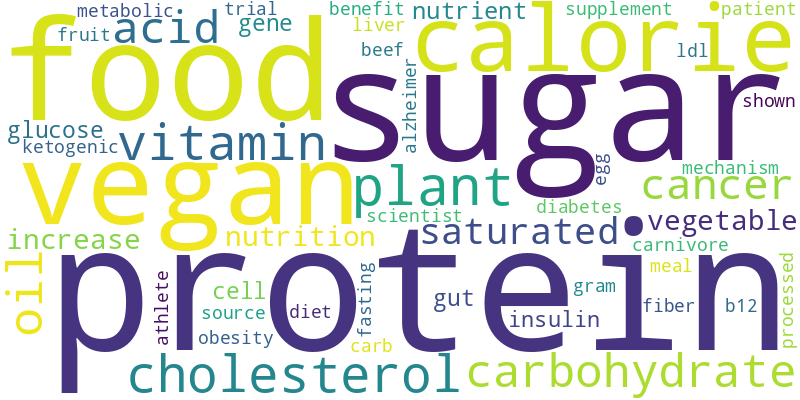 metabolic
trial
benefit
nutrient
supplement
patient
food
fruit
acid
gene
liver
calorie
beef
ldl
alzheimer
sugar
shown
glucose
ketogenic
vitamin
egg
mechanism
vegan
plant
cancer
scientist
diabetes
vegetable
increase
nutrition
saturated
carnivore
oil
protein
meal
athlete
cell
fasting
gut
gram
fiber
b12
processed
source
diet
insulin
obesity
carb
cholesterol
carbohydrate